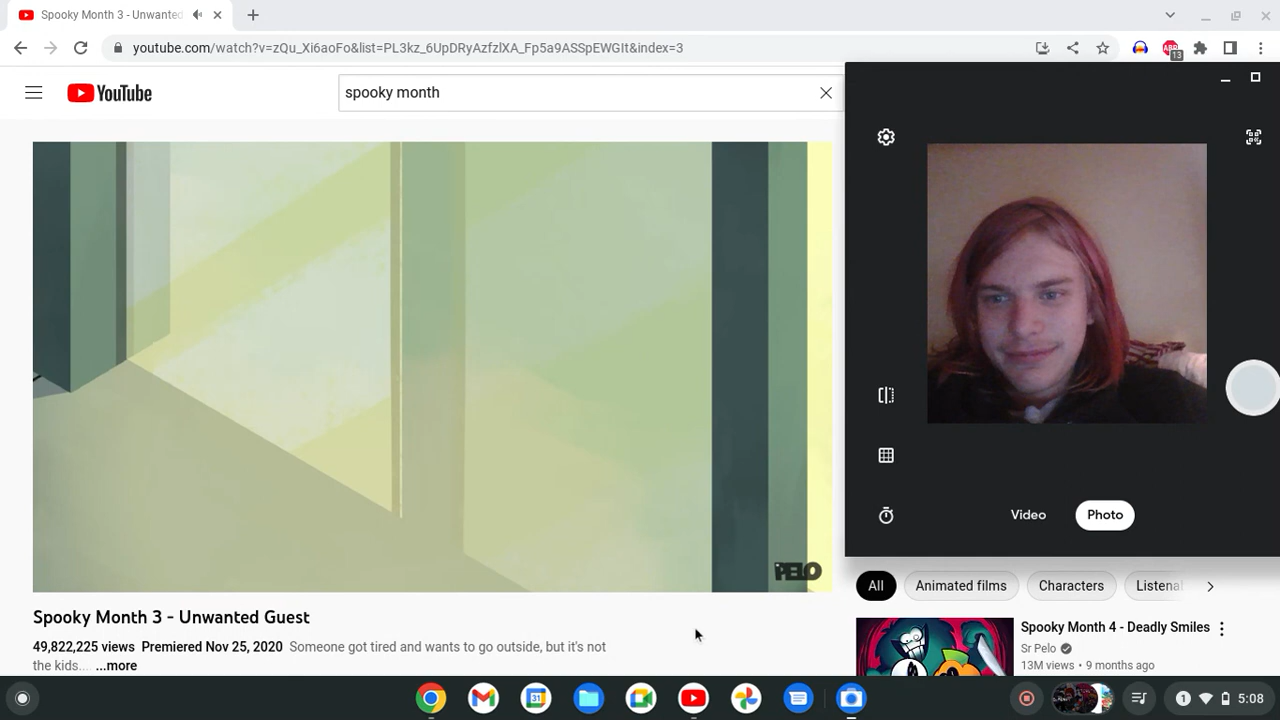 Spooky Month 3 - Unwanted
youtube.com/watch?v=zQu_Xi6aoFo&list=PL3kz_6UpDRyAzfzlXA_Fp5a9ASSpEWGIt&index=3
13
YouTube
spooky month
Video
Photo
PELO
All
Animated films
Characters
Listena
Spooky Month 3 - Unwanted Guest
49,822,225 views Premiered Nov 25, 2020 Someone got tired and wants to go outside, but it's not
the kids.... ...more
Spooky Month 4 - Deadly Smiles
Sr Pelo
13M views • 9 months ago
31
1
5:08